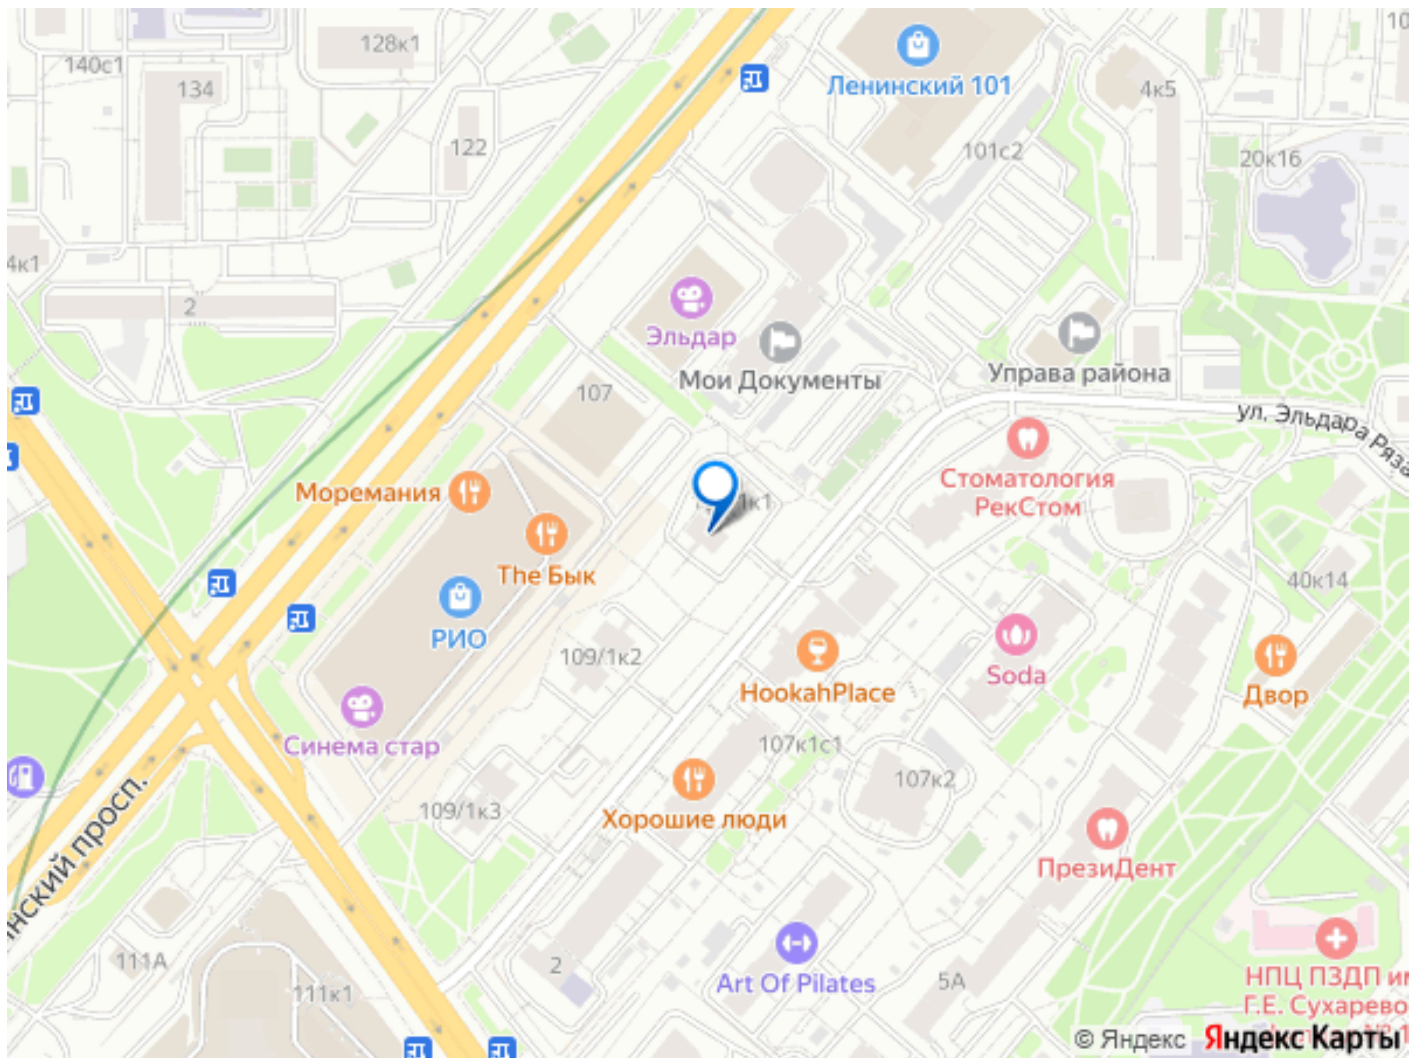 128к1
140с1
134
Ленинский 101
4к5
122
101с2
20к16
4к1
2
Эльдар
Мои Документы
Управа района
107
ул. Эльдара Ряза
Стоматология
РекСтом
Моремания
1к1
The Бык
40к14
РИО
109/1к2
HookahPlace
Soda
Двор
Синема стар
107к1с1
107к2
109/1к3
Хорошие люди
ПрезиДент
нский просп.
111А
111к1
2
Art Of Pilates
5А
НПЦ ПЗДП им
Г.Е. Сухарево
© Яндекс Яндекс Карты